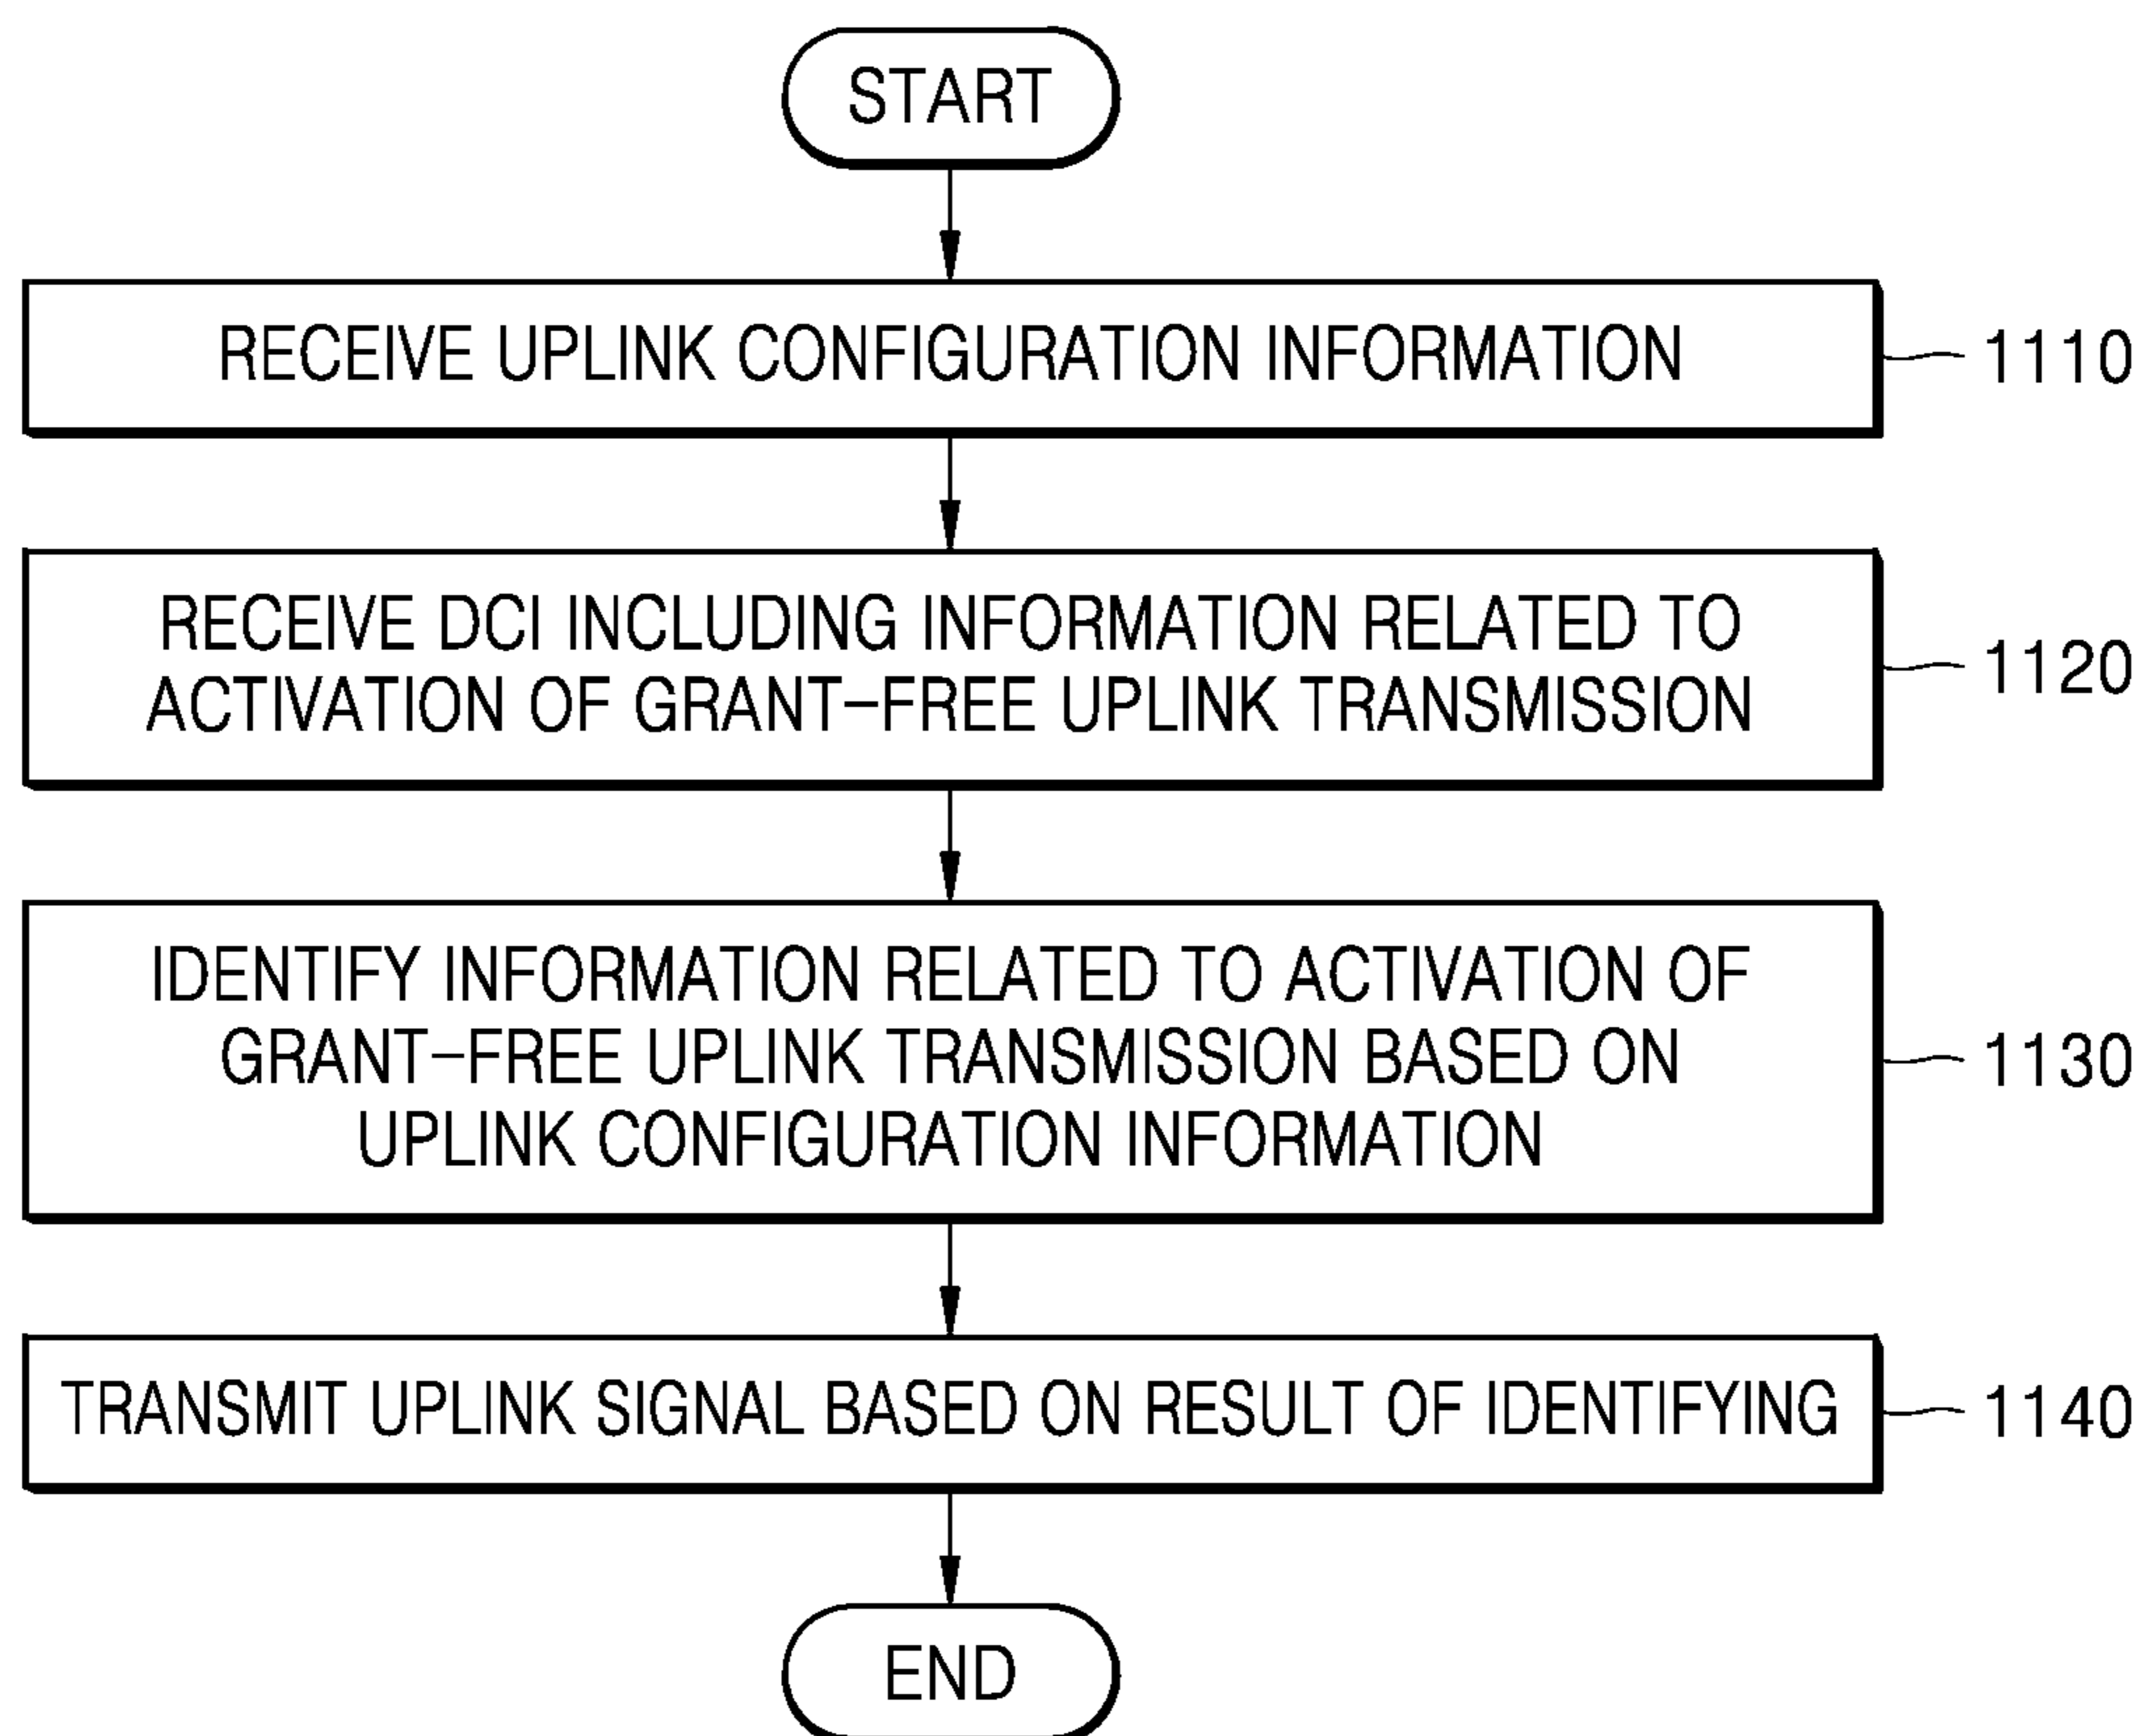 START
RECEIVE UPLINK CONFIGURATION INFORMATION
1110
RECEIVE DCI INCLUDING INFORMATION RELATED TO
ACTIVATION OF GRANT-FREE UPLINK TRANSMISSION
1120
IDENTIFY INFORMATION RELATED TO ACTIVATION OF
GRANT-FREE UPLINK TRANSMISSION BASED ON
UPLINK CONFIGURATION INFORMATION
1130
TRANSMIT UPLINK SIGNAL BASED ON RESULT OF IDENTIFYING
1140
END